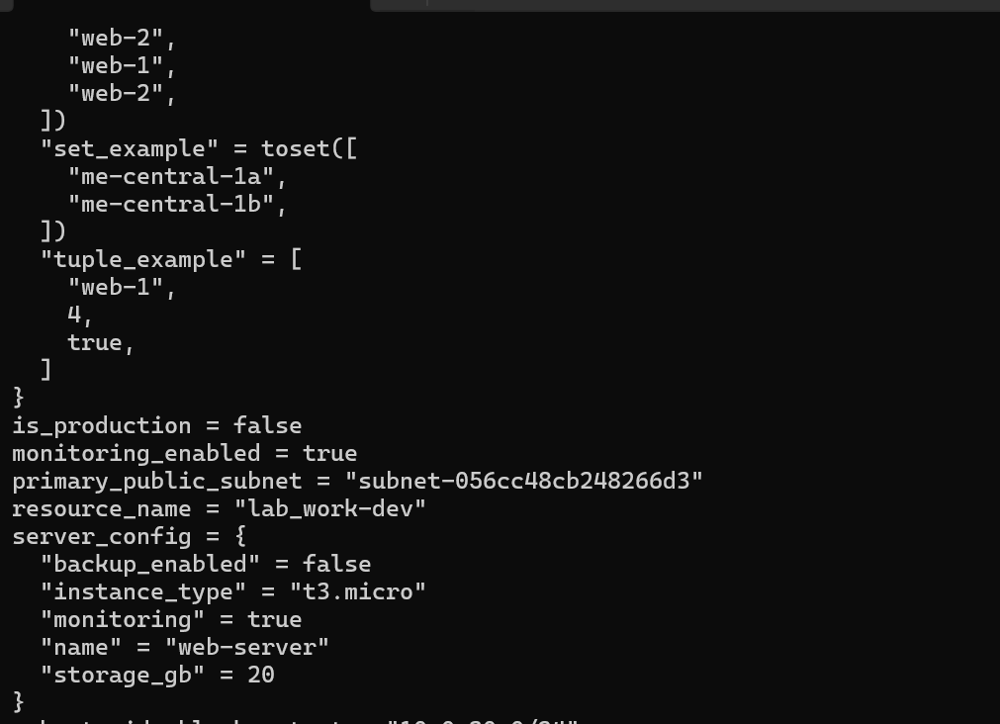 "web-2",
"web-1",
"web-2",
])
"set_example" = toset([
"me-central-1a",
"me-central-1b",
])
"tuple_example" = [
"web-1",
4,
true,
]
}
is_production = false
monitoring_enabled = true
primary_public_subnet = "subnet-056cc48cb248266d3"
resource_name = "lab_work-dev"
server_config = {
"backup_enabled" = false
"instance_type" = "t3.micro"
"monitoring" = true
"name" = "web-server"
"storage_gb" = 20
}